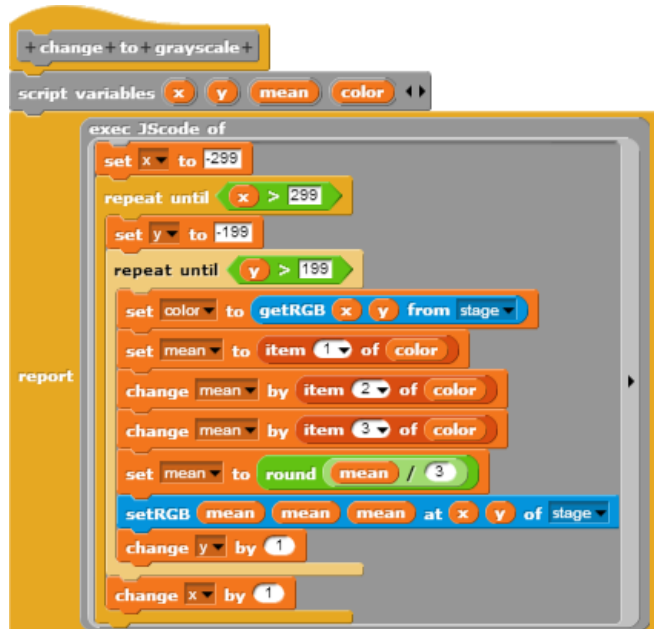 + change + to + grayscale +
script variables x y mean color
exec JScode of
set x to -299
repeat until x > 299
set y to -199
repeat until y > 199
set color to getRGB x y from stage
set mean to item 1 of color
report
change mean by item 2 of color
change mean by item 3 of color
set mean to round mean / 3
setRGB mean mean mean at x y of stage
change y by 1
change x by 1